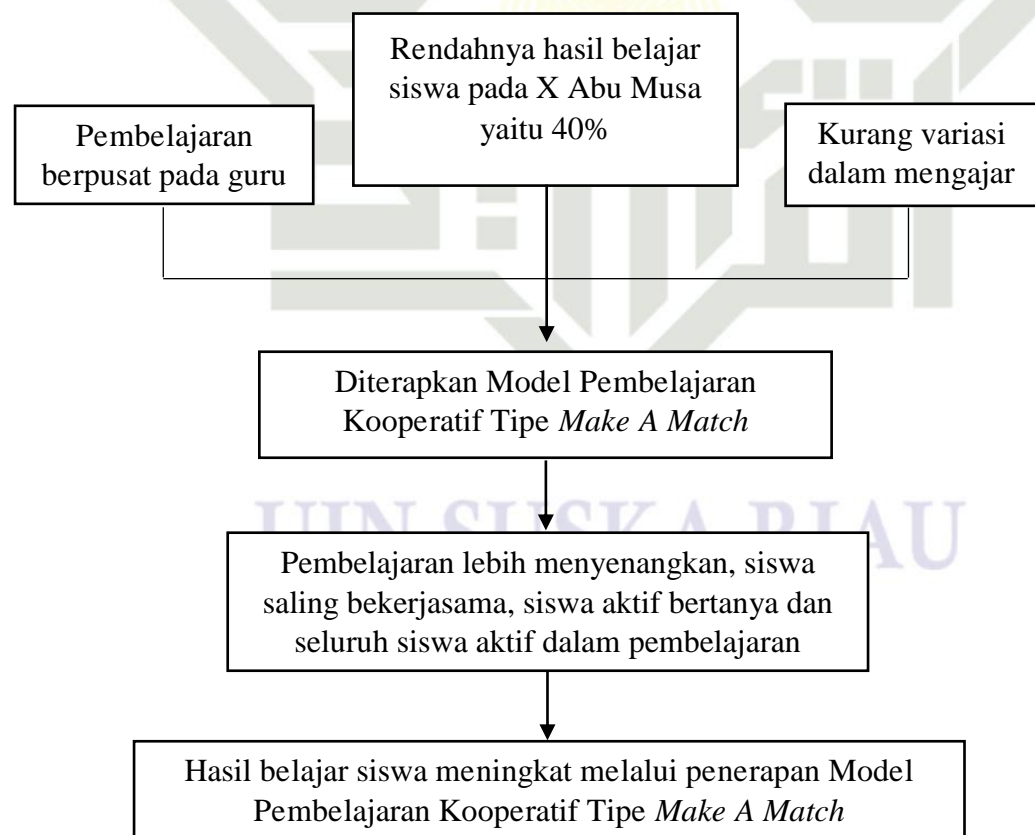 Rendahnya hasil belajar
siswa pada X Abu Musa
yaitu 40%
Pembelajaran
berpusat pada guru
Kurang variasi
dalam mengajar
Diterapkan Model Pembelajaran
Kooperatif Tipe Make A Match
UIN SUSKA RIAU
Pembelajaran lebih menyenangkan, siswa
saling bekerjasama, siswa aktif bertanya dan
seluruh siswa aktif dalam pembelajaran
Hasil belajar siswa meningkat melalui penerapan Model
Pembelajaran Kooperatif Tipe Make A Match